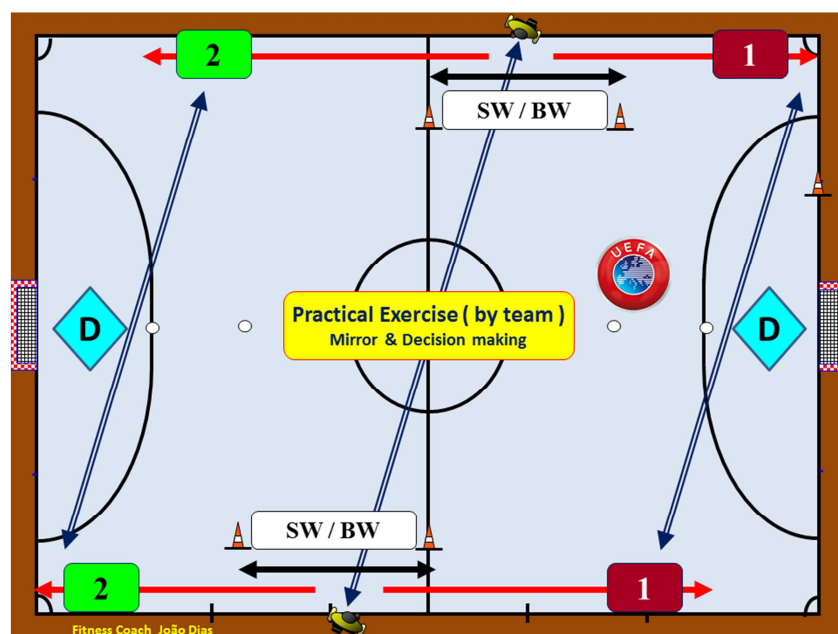 2
1
SW / BW
UEFA
Practical Exercise ( by team )
Mirror & Decision making
D
D
SW / BW
2
1
Fitness Coach João Dias